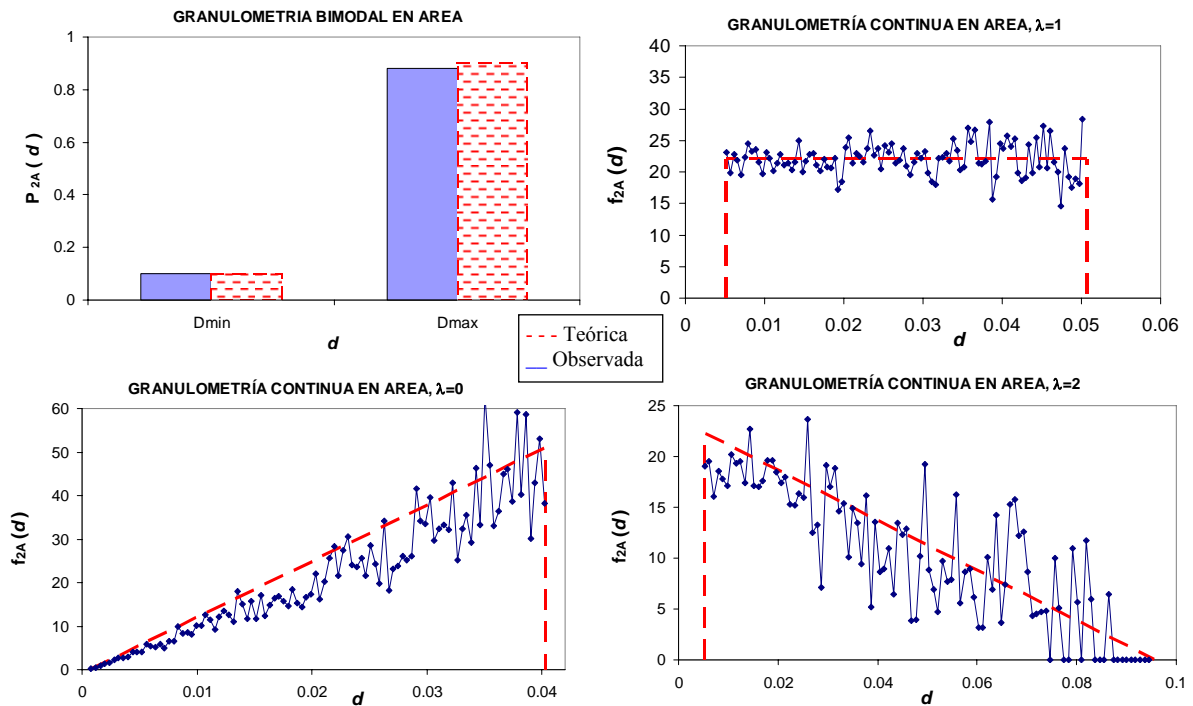 GRANULOMETRIA BIMODAL EN AREA
P2A ( d )
1
0.8
0.6
0.4
0.2
0
Dmin
Dmax
d
GRANULOMETRÍA CONTINUA EN AREA, λ=1
f2A (d)
40
35
30
25
20
15
10
5
0
0 0.01 0.02 0.03 0.04 0.05 0.06
d
Teórica
Observada
GRANULOMETRÍA CONTINUA EN AREA, λ=0
f2A (d)
60
50
40
30
20
10
0
0 0.01 0.02 0.03 0.04
d
GRANULOMETRÍA CONTINUA EN AREA, λ=2
f2A (d)
25
20
15
10
5
0
0 0.02 0.04 0.06 0.08 0.1
d